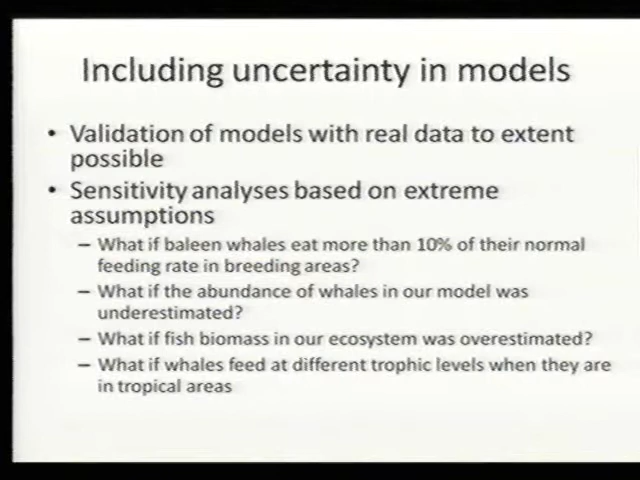 Including uncertainty in models
• Validation of models with real data to extent
possible
• Sensitivity analyses based on extreme
assumptions
– What if baleen whales eat more than 10% of their normal
feeding rate in breeding areas?
– What if the abundance of whales in our model was
underestimated?
– What if fish biomass in our ecosystem was overestimated?
– What if whales feed at different trophic levels when they are
in tropical areas